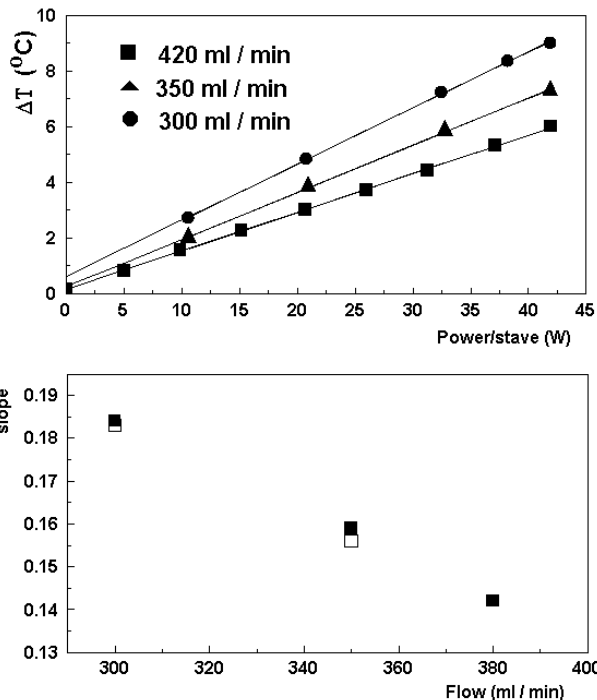 10
8
6
4
2
0
ΔT (⁰C)
420 ml / min
350 ml / min
300 ml / min
0 5 10 15 20 25 30 35 40 45
Power/stave (W)
slope
0.19
0.18
0.17
0.16
0.15
0.14
0.13
300 320 340 360 380 400
Flow (ml / min)